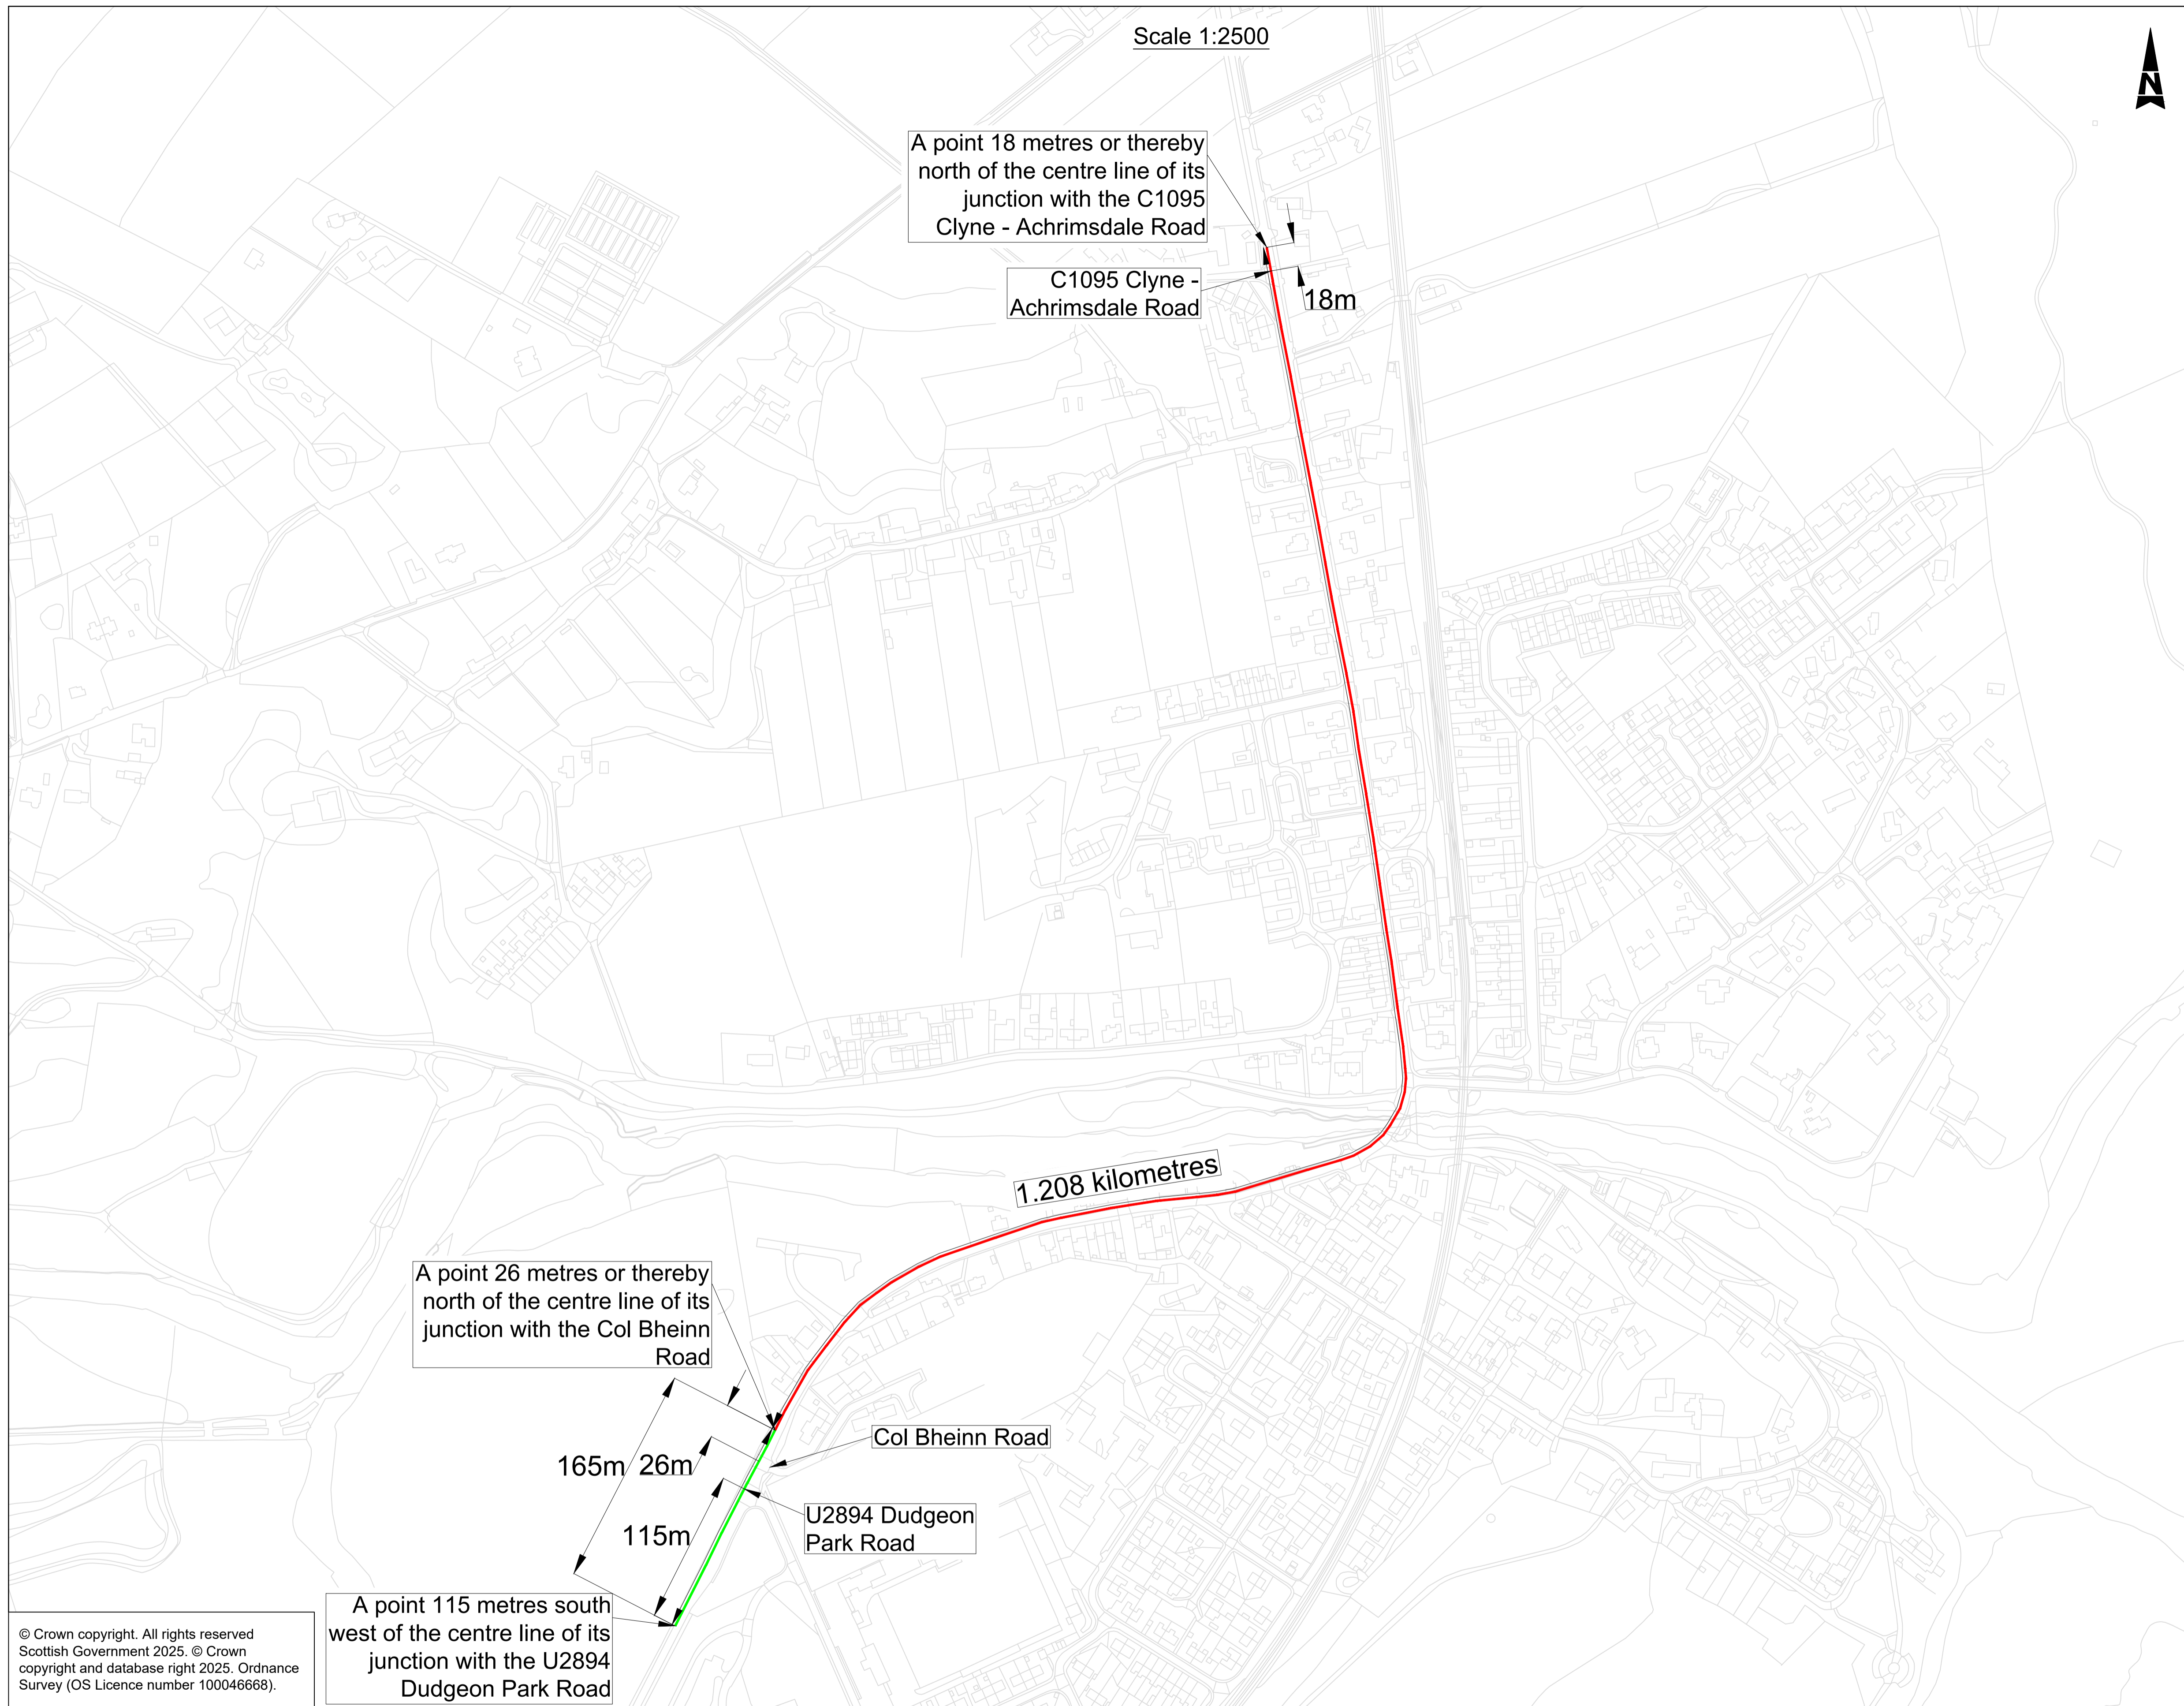 Scale 1:2500
N
A point 18 metres or thereby
north of the centre line of its
junction with the C1095
Clyne - Achrimsdale Road
C1095 Clyne -
Achrimsdale Road
18m
1.208 kilometres
A point 26 metres or thereby
north of the centre line of its
junction with the Col Bheinn
Road
Col Bheinn Road
165m
26m
U2894 Dudgeon
Park Road
115m
A point 115 metres south
west of the centre line of its
junction with the U2894
Dudgeon Park Road
© Crown copyright. All rights reserved
Scottish Government 2025. © Crown
copyright and database right 2025. Ordnance
Survey (OS Licence number 100046668).